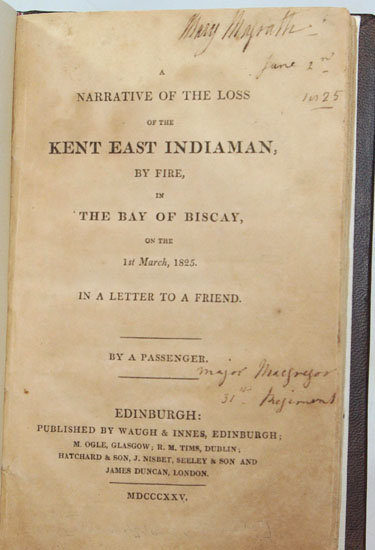 Mary Magrath
June 2nd
1825
A
NARRATIVE OF THE LOSS
OF THE
KENT EAST INDIAMAN,
BY FIRE,
IN
THE BAY OF BISCAY,
ON THE
1st March, 1825.
IN A LETTER TO A FRIEND.
BY A PASSENGER.
major Macgregor
31st Regiment
EDINBURGH:
PUBLISHED BY WAUGH & INNES, EDINBURGH;
M. OGLE, GLASGOW; R. M. TIMS, DUBLIN;
HATCHARD & SON, J. NISBET, SEELEY & SON AND
JAMES DUNCAN, LONDON.
MDCCCXXV.